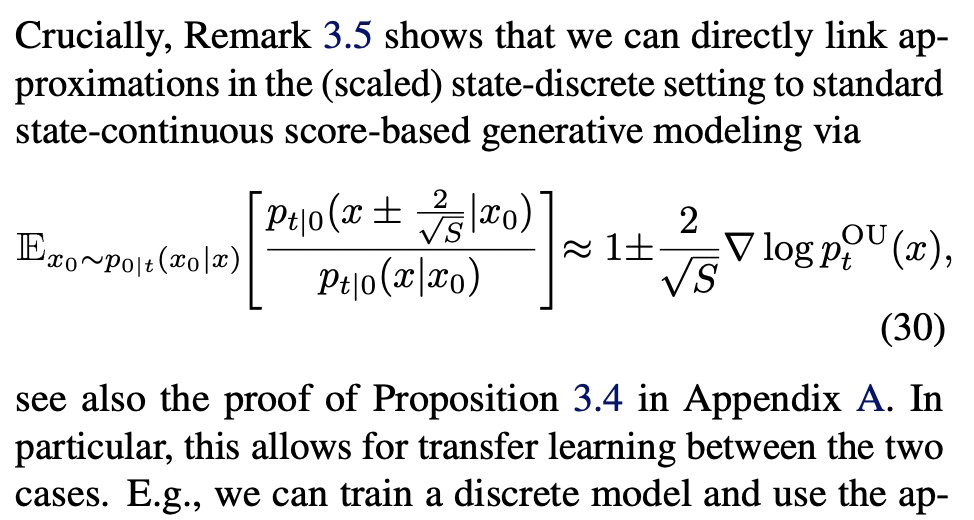 Crucially, Remark 3.5 shows that we can directly link ap-
proximations in the (scaled) state-discrete setting to standard
state-continuous score-based generative modeling via
$\mathbb{E}_{x_0 \sim p_{0|t}(x_0|x)} \left[ \frac{p_{t|0}(x \pm \frac{2}{\sqrt{S}} | x_0)}{p_{t|0}(x|x_0)} \right] \approx 1 \pm \frac{2}{\sqrt{S}} \nabla \log p_t^{\mathrm{OU}}(x),$
(30)
see also the proof of Proposition 3.4 in Appendix A. In
particular, this allows for transfer learning between the two
cases. E.g., we can train a discrete model and use the ap-